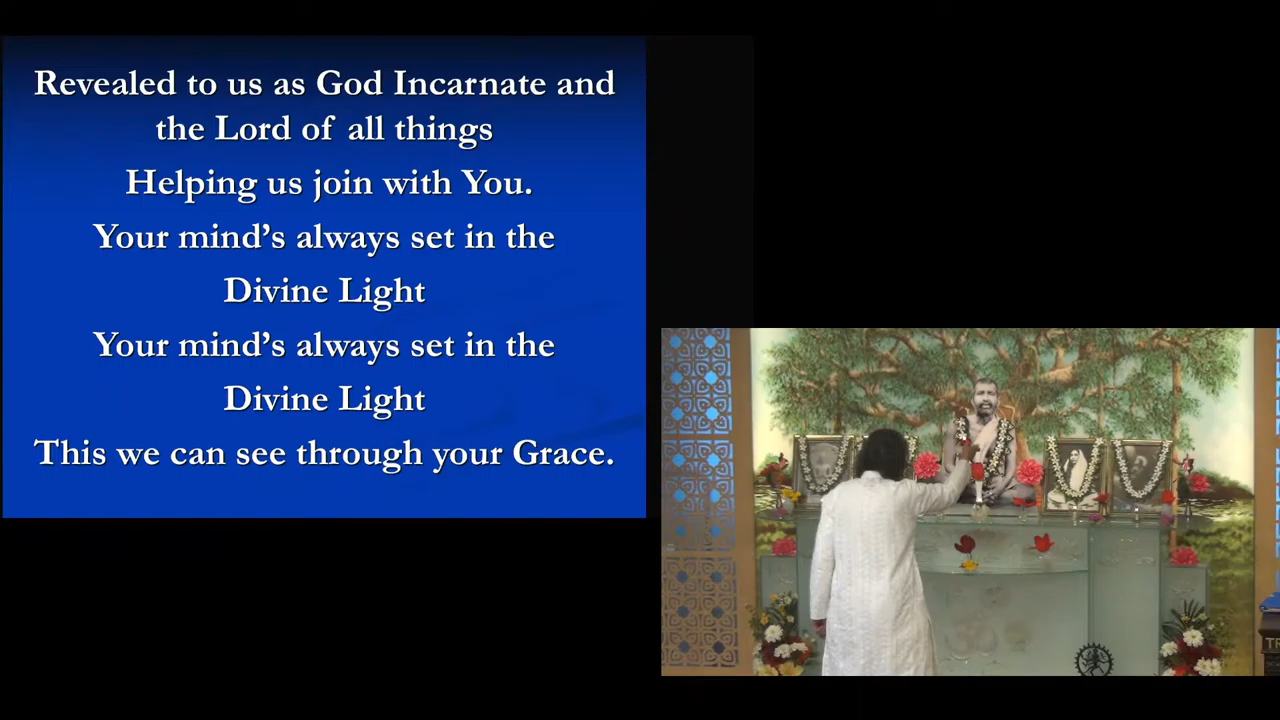 Revealed to us as God Incarnate and
the Lord of all things
Helping us join with You.
Your mind's always set in the
Divine Light
Your mind's always set in the
Divine Light
This we can see through your Grace.